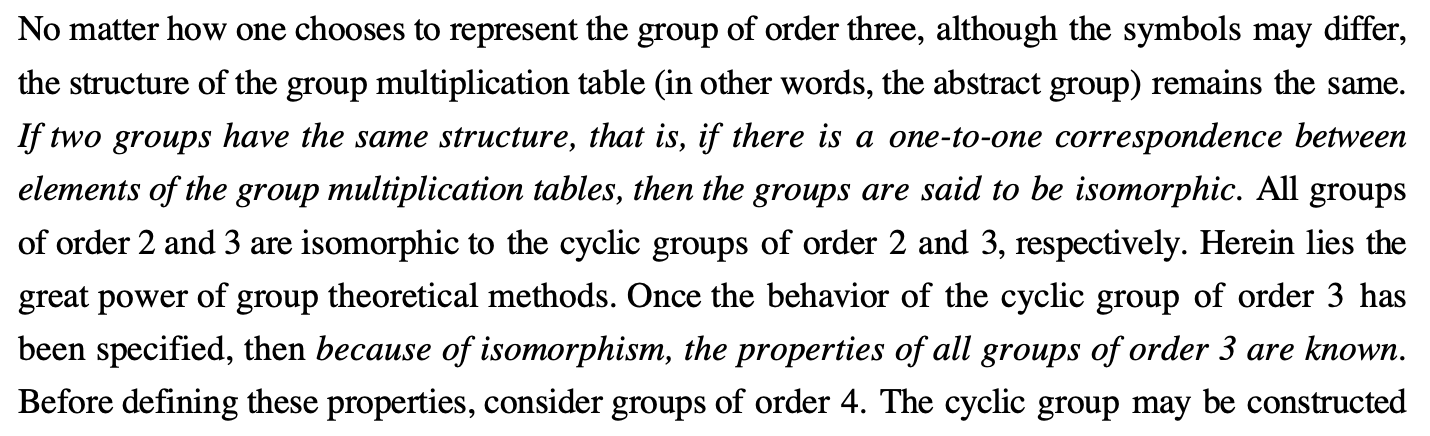 No matter how one chooses to represent the group of order three, although the symbols may differ,
the structure of the group multiplication table (in other words, the abstract group) remains the same.
If two groups have the same structure, that is, if there is a one-to-one correspondence between
elements of the group multiplication tables, then the groups are said to be isomorphic. All groups
of order 2 and 3 are isomorphic to the cyclic groups of order 2 and 3, respectively. Herein lies the
great power of group theoretical methods. Once the behavior of the cyclic group of order 3 has
been specified, then because of isomorphism, the properties of all groups of order 3 are known.
Before defining these properties, consider groups of order 4. The cyclic group may be constructed